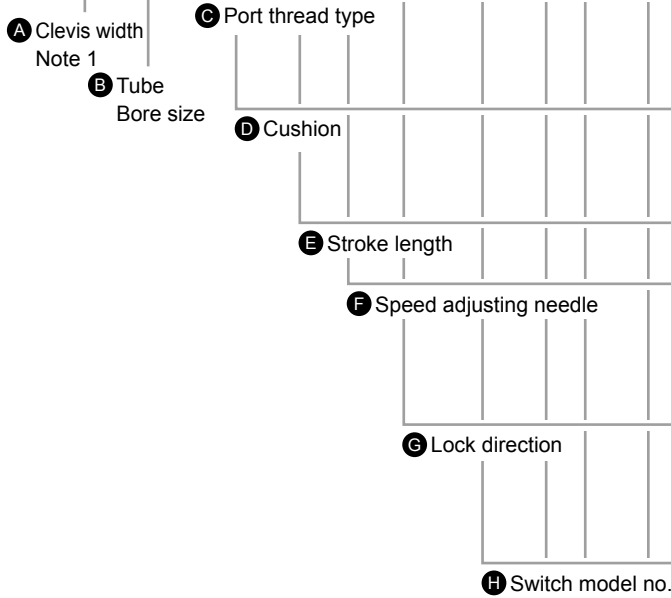 C Port thread type
A Clevis width
Note 1
B Tube
Bore size
D Cushion
E Stroke length
F Speed adjusting needle
G Lock direction
H Switch model no.